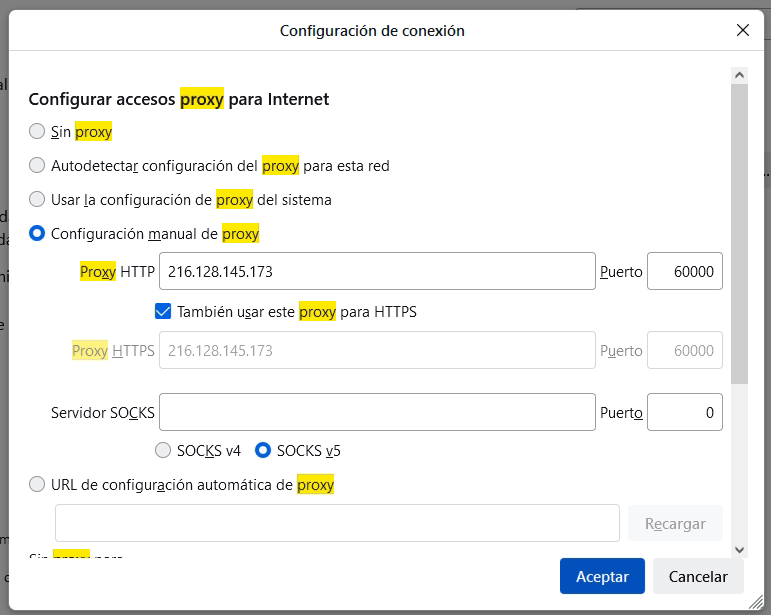 Configuración de conexión
Configurar accesos proxy para Internet
Sin proxy
Autodetectar configuración del proxy para esta red
Usar la configuración de proxy del sistema
Configuración manual de proxy
Proxy HTTP 216.128.145.173 Puerto 60000
También usar este proxy para HTTPS
Proxy HTTPS 216.128.145.173 Puerto 60000
Servidor SOCKS Puerto 0
SOCKS v4 SOCKS v5
URL de configuración automática de proxy
Recargar
Sin proxy para
Aceptar Cancelar